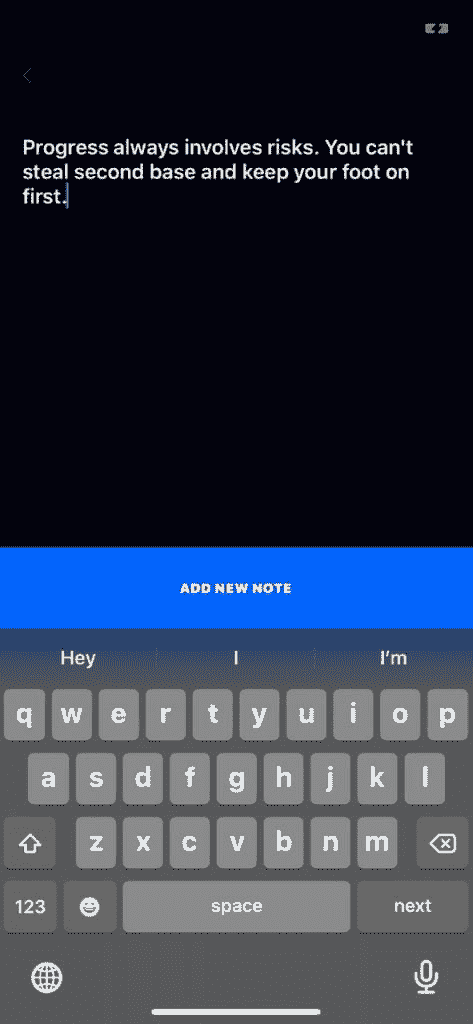 Progress always involves risks. You can't
steal second base and keep your foot on
first.
ADD NEW NOTE
Hey I I'm
q w e r t y u i o p
a s d f g h j k l
z x c v b n m
123 space next